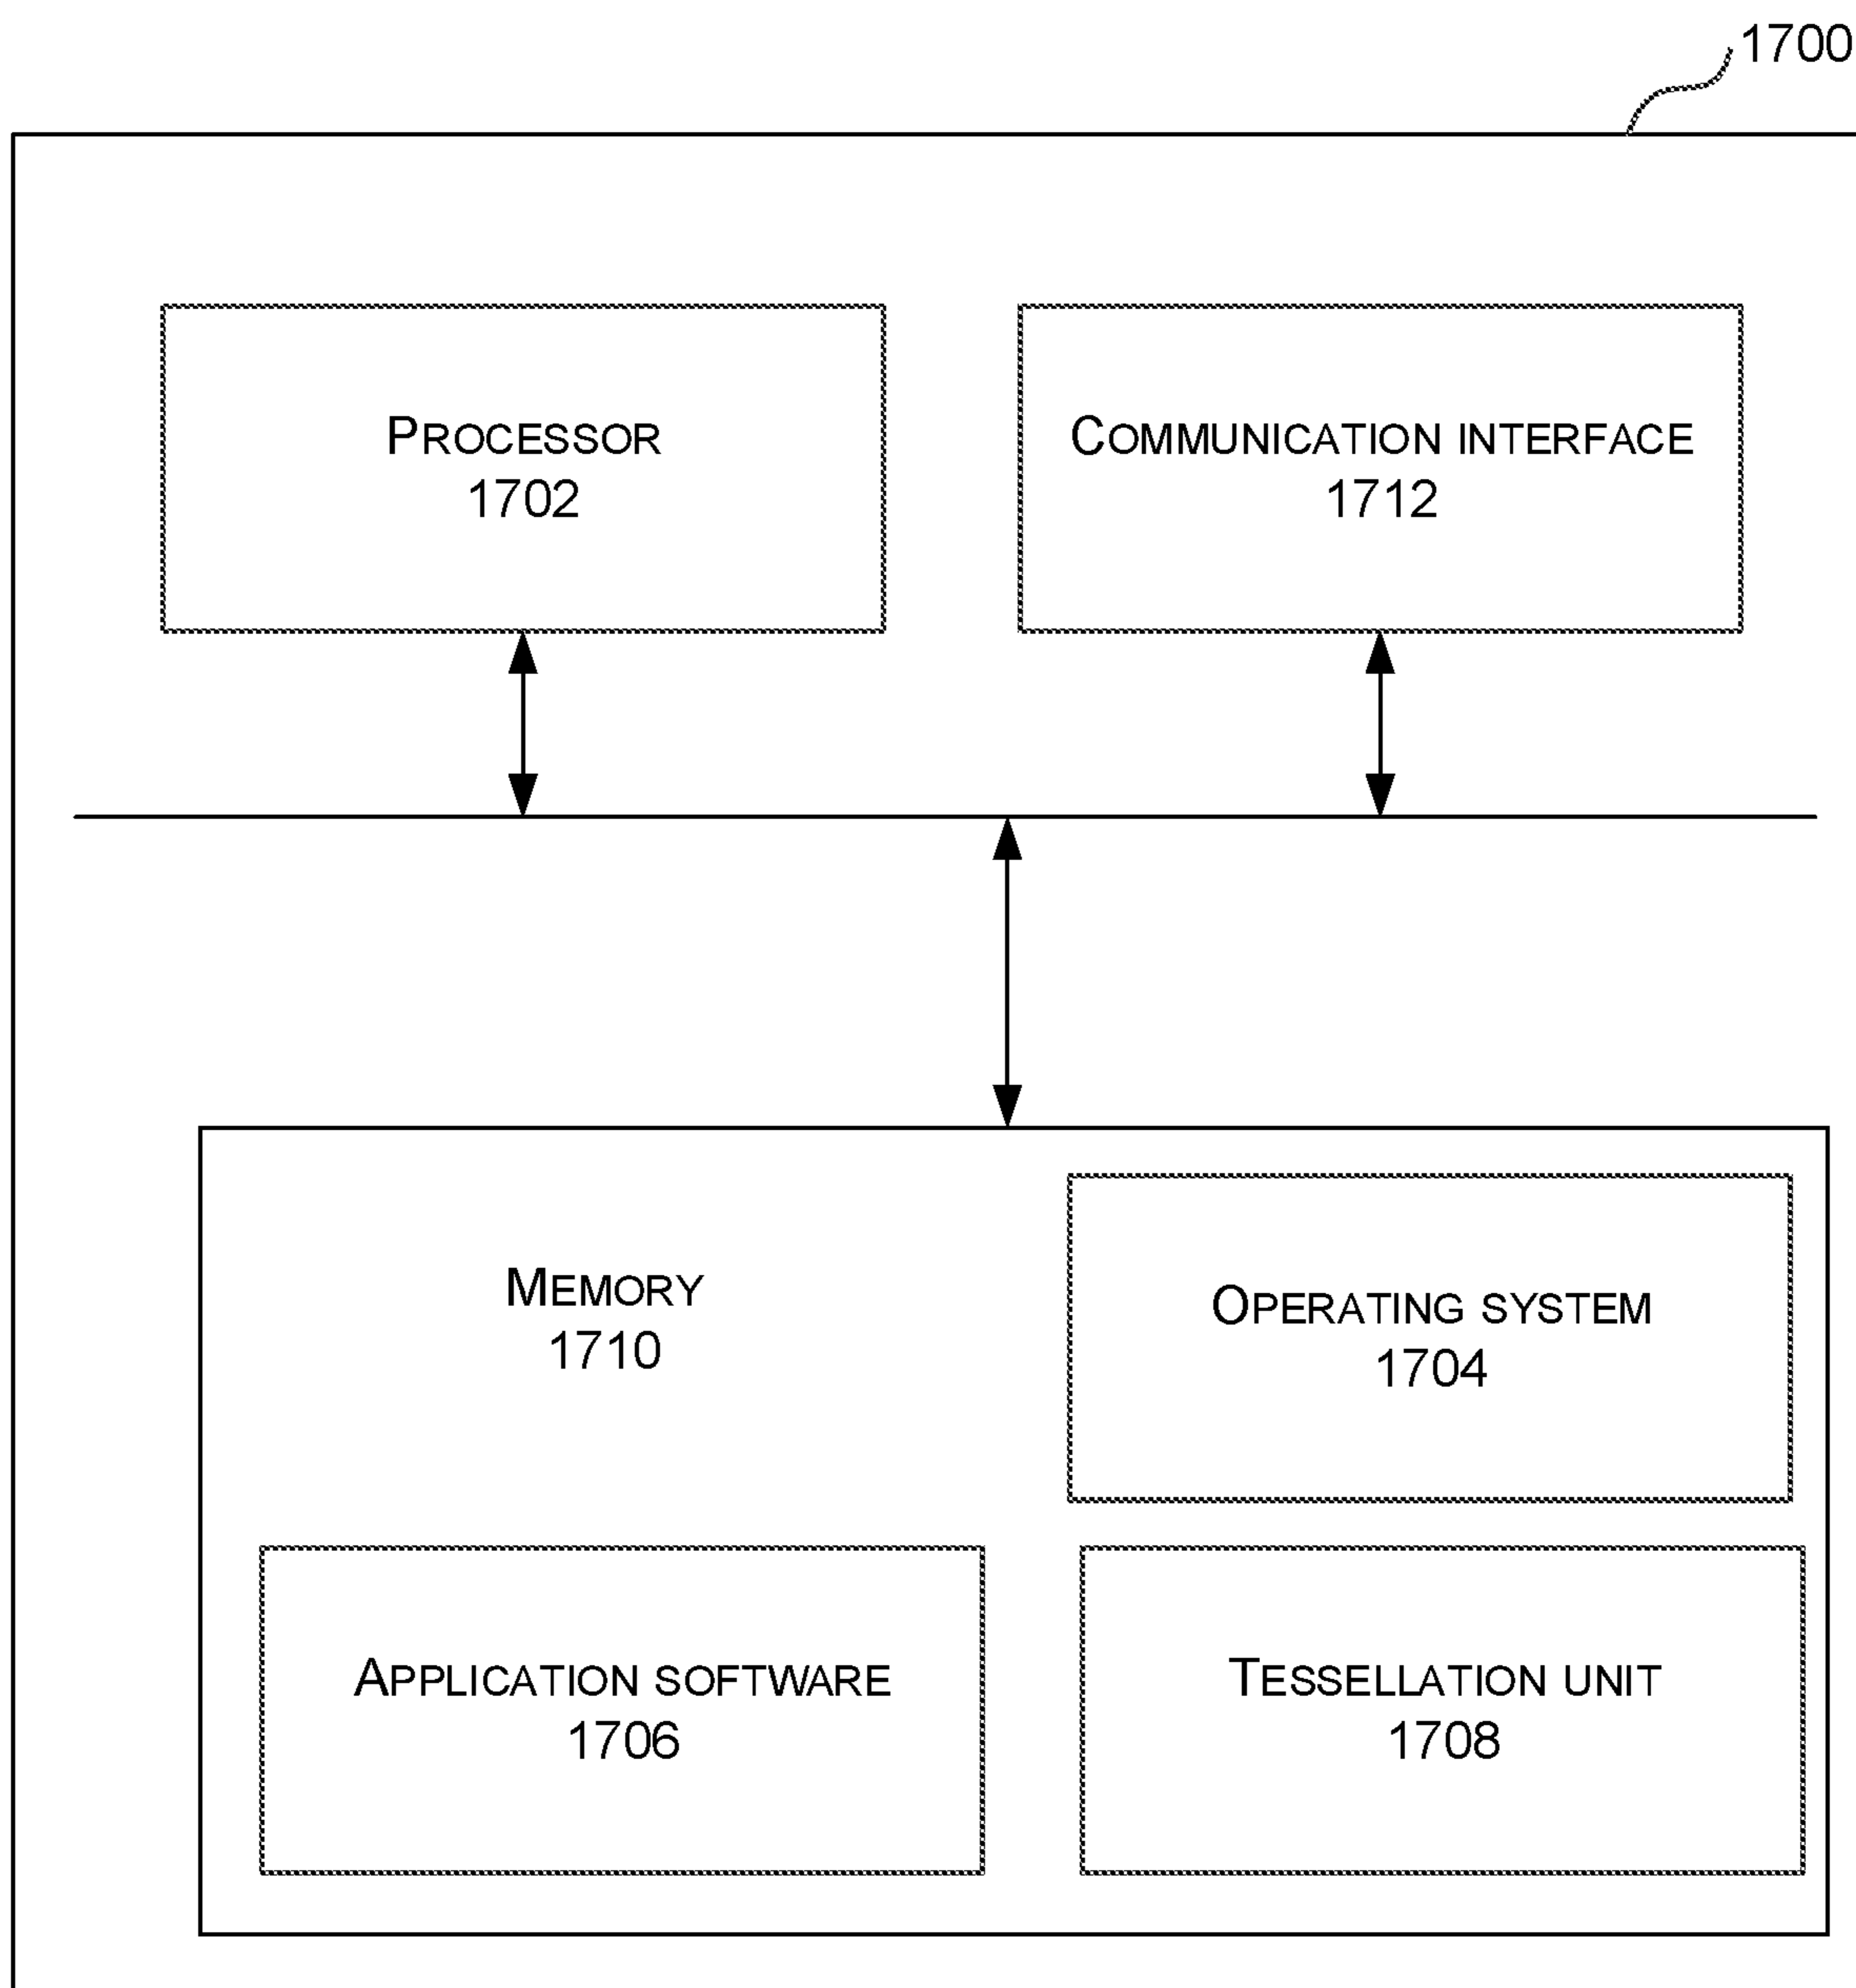 1700
PROCESSOR
1702
COMMUNICATION INTERFACE
1712
MEMORY
1710
OPERATING SYSTEM
1704
APPLICATION SOFTWARE
1706
TESSELLATION UNIT
1708